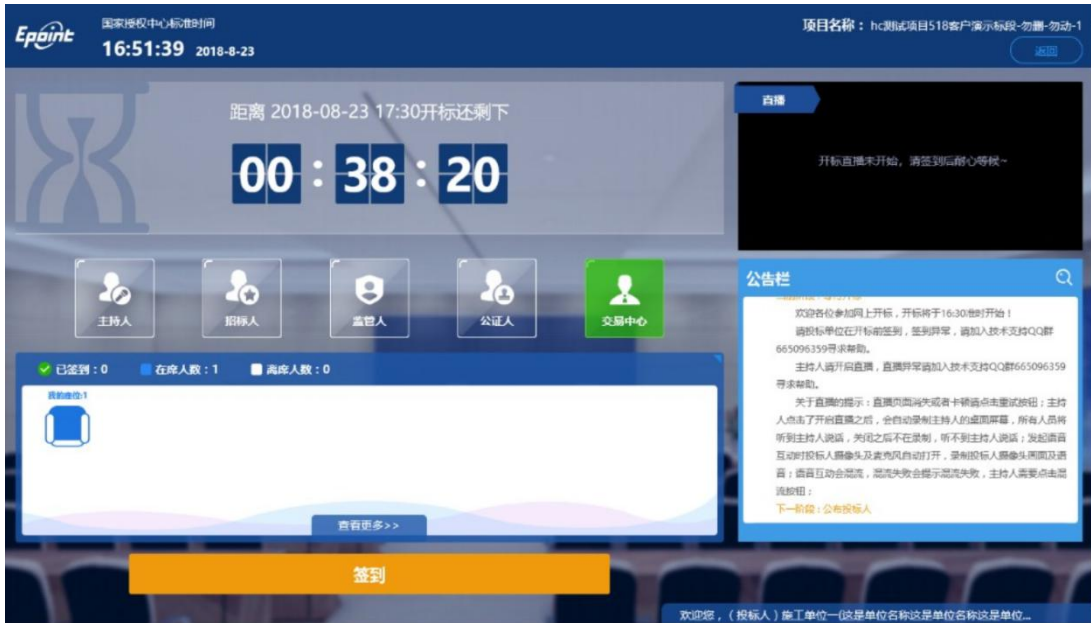 Epoint
国家授权中心标准时间
16:51:39 2018-8-23
项目名称：hc测试项目518客户演示标段-勿删-勿动-1
返回
距离 2018-08-23 17:30开标还剩下
00 : 38 : 20
直播
开标直播未开始，请签到后耐心等候~
主持人
招标人
监管人
公证人
交易中心
已签到：0
在席人数：1
离席人数：0
我的座位:1
查看更多>>
签到
公告栏
欢迎各位参加网上开标，开标将于16:30准时开始！
请投标单位在开标前签到，签到异常，请加入技术支持QQ群
665096359寻求帮助。
主持人请开启直播，直播异常请加入技术支持QQ群665096359
寻求帮助。
关于直播的提示：直播页面消失或者卡顿请点击重试按钮；主持
人点击了开启直播之后，会自动录制主持人的桌面屏幕，所有人员将
听到主持人说话，关闭之后不在录制，听不到主持人说话；发起语音
互动时投标人摄像头及麦克风自动打开，录制投标人摄像头画面及语
音；语音互动会混流，混流失败会提示混流失败，主持人需要点击混
流按钮；
下一阶段：公布投标人
欢迎您，（投标人）施工单位一(这是单位名称这是单位名称这是单位...